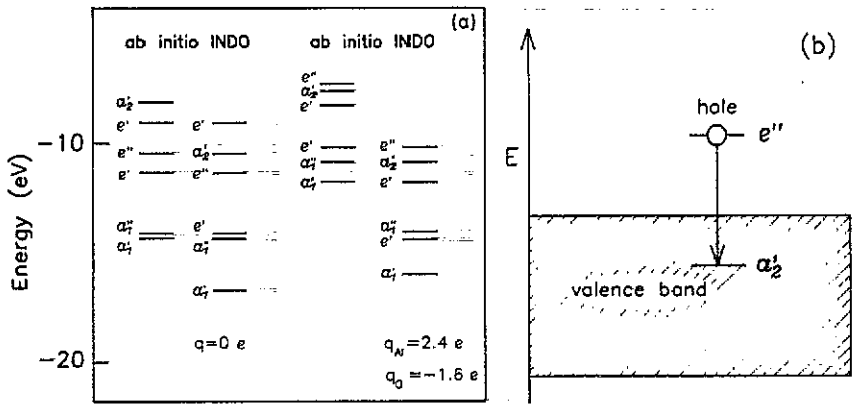 (a)
ab initio INDO
ab initio INDO
Energy (eV)
-10
-20
a₂'
e'
e''
e'
a₁''
a₁'
e'
a₂'
e''
e'
a₁''
a₁'
e''
a₂'
e'
e'
a₁''
a₁'
e''
a₂'
e'
a₁''
e'
a₁'
q=0 e
q_Al=2.4 e
q_O=-1.6 e
(b)
E
hole
e''
a₂'
valence band